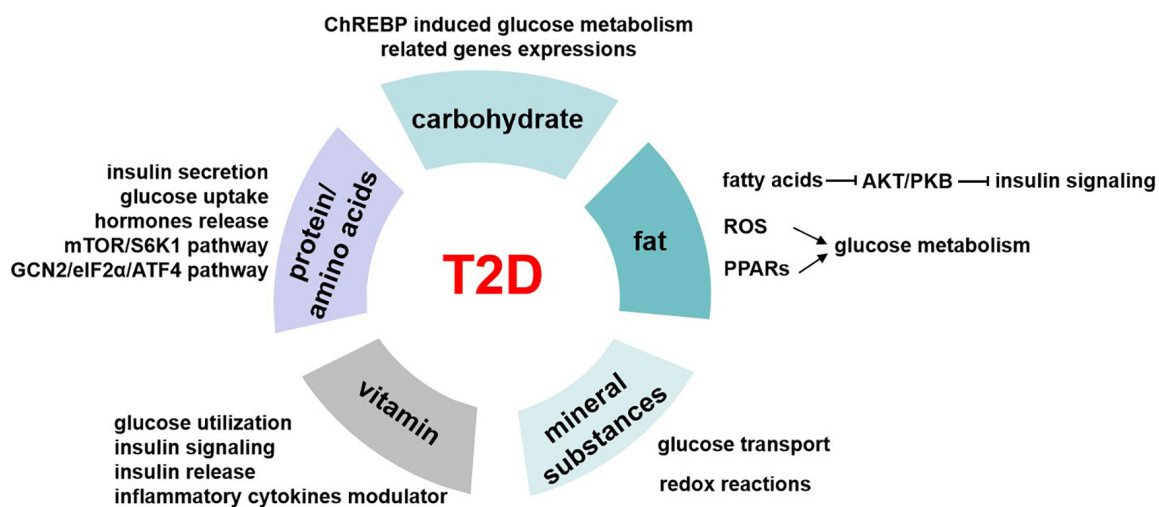 ChREBP induced glucose metabolism
related genes expressions
carbohydrate
insulin secretion
glucose uptake
hormones release
mTOR/S6K1 pathway
GCN2/eIF2α/ATF4 pathway
protein/
amino acids
fatty acids AKT/PKB insulin signaling
ROS
PPARs
glucose metabolism
fat
T2D
vitamin
glucose utilization
insulin signaling
insulin release
inflammatory cytokines modulator
mineral
substances
glucose transport
redox reactions